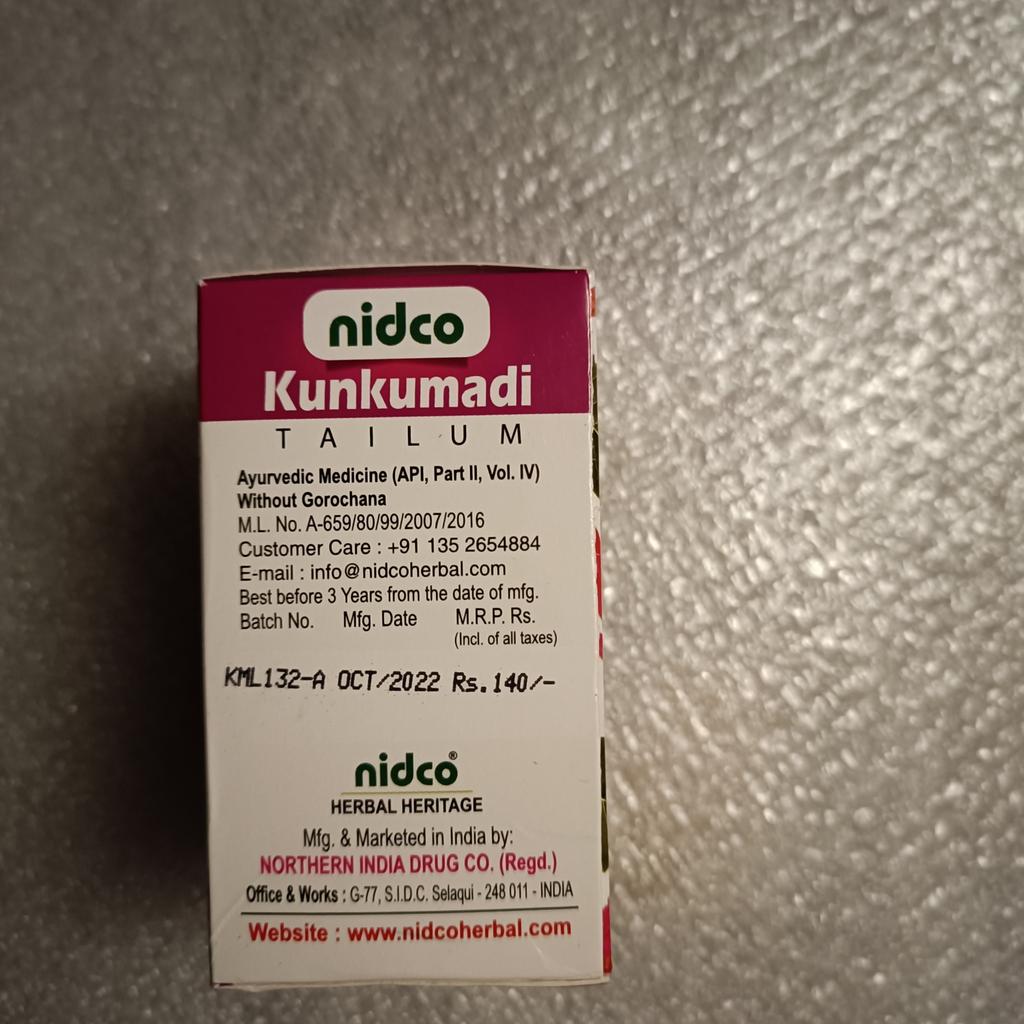 nidco
Kunkumadi
TAILUM
Ayurvedic Medicine (API, Part II, Vol. IV)
Without Gorochana
M.L. No. A-659/80/99/2007/2016
Customer Care : +91 135 2654884
E-mail : info@nidcoherbal.com
Best before 3 Years from the date of mfg.
Batch No. Mfg. Date M.R.P. Rs.
(Incl. of all taxes)
KML132-A OCT/2022 Rs.140/-
nidco®
HERBAL HERITAGE
Mfg. & Marketed in India by:
NORTHERN INDIA DRUG CO. (Regd.)
Office & Works : G-77, S.I.D.C. Selaqui - 248 011 - INDIA
Website : www.nidcoherbal.com